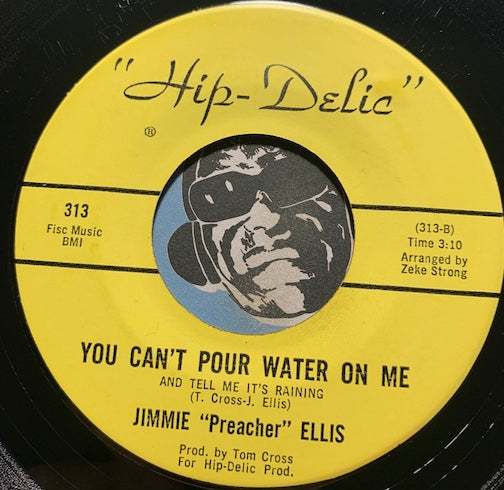 "Hip-Delic"
®
313
Fisc Music
BMI
(313-B)
Time 3:10
Arranged by
Zeke Strong
YOU CAN'T POUR WATER ON ME
AND TELL ME IT'S RAINING
(T. Cross-J. Ellis)
JIMMIE "Preacher" ELLIS
Prod. by Tom Cross
For Hip-Delic Prod.